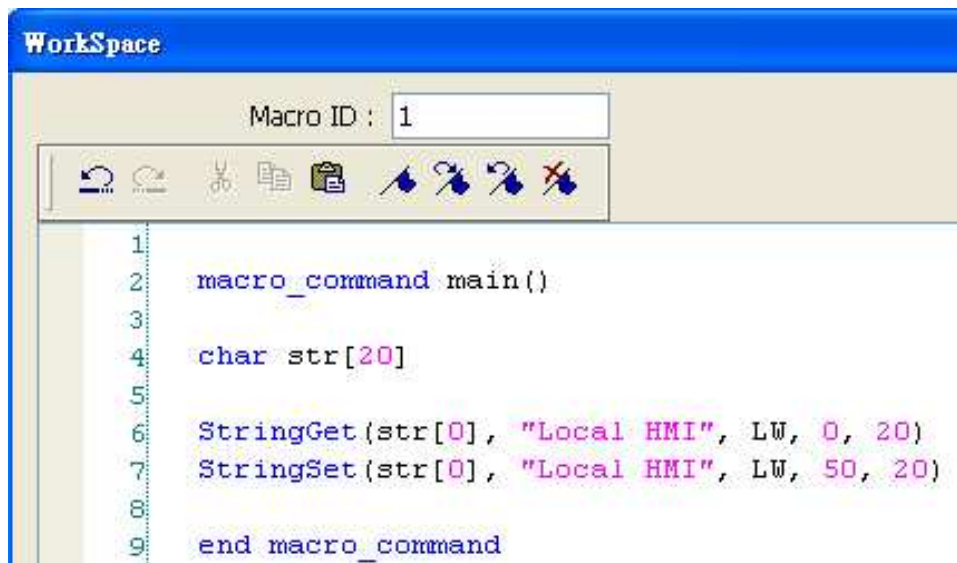 WorkSpace
Macro ID : 1
1
2 macro_command main()
3
4 char str[20]
5
6 StringGet(str[0], "Local HMI", LW, 0, 20)
7 StringSet(str[0], "Local HMI", LW, 50, 20)
8
9 end macro_command